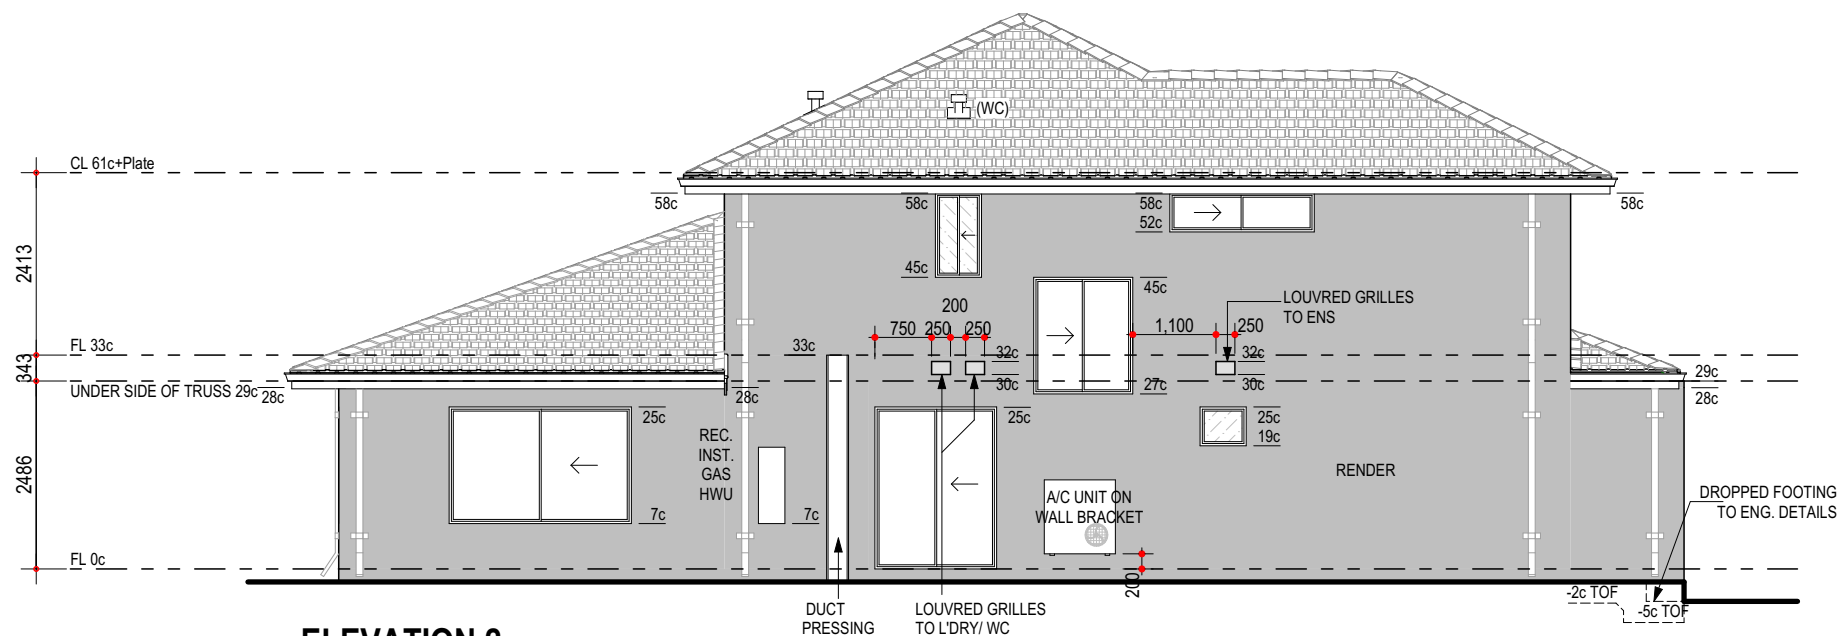 (WC)
CL 61c+Plate
58c
58c
58c
52c
58c
2413
45c
45c
LOUVRED GRILLES
TO ENS
200
750 250 250
1,100 250
FL 33c
33c
32c
32c
343
30c
27c
30c
29c
UNDER SIDE OF TRUSS 29c
28c
28c
28c
25c
25c
25c
19c
REC.
INST.
GAS
HWU
2486
RENDER
A/C UNIT ON
WALL BRACKET
7c
7c
DROPPED FOOTING
TO ENG. DETAILS
FL 0c
200
-2c TOF
-5c TOF
DUCT
PRESSING
LOUVRED GRILLES
TO L'DRY/ WC
ELEVATION